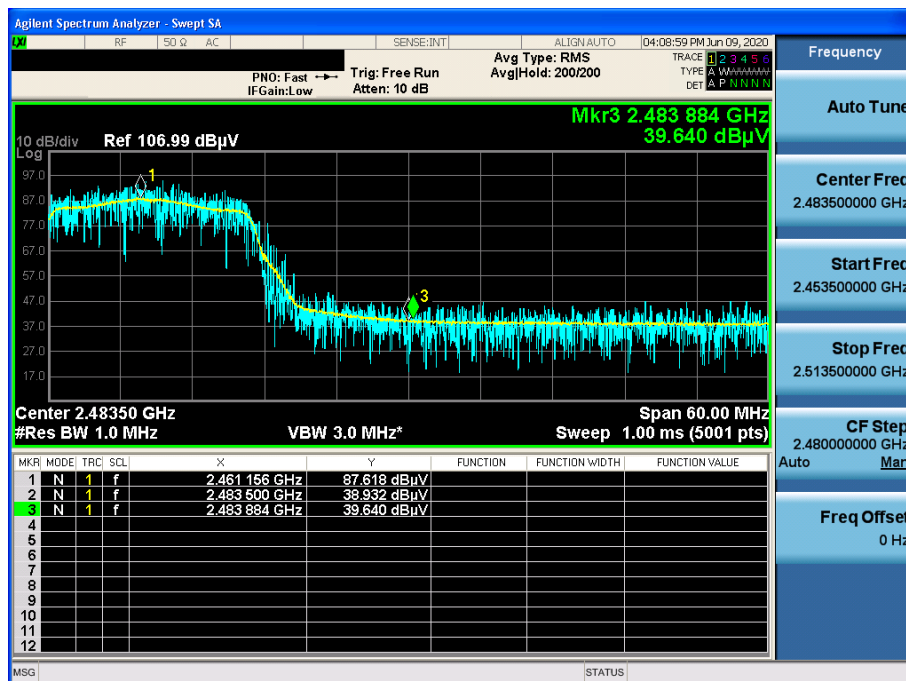 Agilent Spectrum Analyzer - Swept SA
LXI RF 50 Ω AC SENSE:INT ALIGN AUTO 04:08:59 PM Jun 09, 2020
PNO: Fast
IFGain:Low
Trig: Free Run
Atten: 10 dB
Avg Type: RMS
Avg|Hold: 200/200
TRACE 1 2 3 4 5 6
TYPE A WWWWW
DET A P N N N N
Mkr3 2.483 884 GHz
39.640 dBµV
10 dB/div
Log
Ref 106.99 dBµV
97.0
87.0
77.0
67.0
57.0
47.0
37.0
27.0
17.0
1
3
Center 2.48350 GHz Span 60.00 MHz
#Res BW 1.0 MHz VBW 3.0 MHz* Sweep 1.00 ms (5001 pts)
MKR MODE TRC SCL X Y FUNCTION FUNCTION WIDTH FUNCTION VALUE
1 N 1 f 2.461 156 GHz 87.618 dBµV
2 N 1 f 2.483 500 GHz 38.932 dBµV
3 N 1 f 2.483 884 GHz 39.640 dBµV
4
5
6
7
8
9
10
11
12
MSG STATUS
Frequency
Auto Tune
Center Freq
2.483500000 GHz
Start Freq
2.453500000 GHz
Stop Freq
2.513500000 GHz
CF Step
2.480000000 GHz
Auto Man
Freq Offset
0 Hz